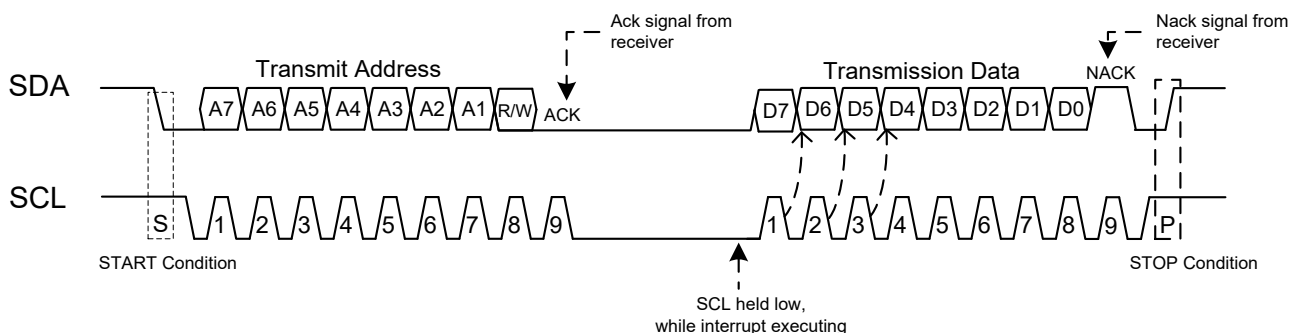 Ack signal from
receiver
Nack signal from
receiver
Transmit Address
Transmission Data
NACK
SDA
A7 A6 A5 A4 A3 A2 A1 R/W ACK
D7 D6 D5 D4 D3 D2 D1 D0
SCL
S 1 2 3 4 5 6 7 8 9
1 2 3 4 5 6 7 8 9 P
START Condition
STOP Condition
SCL held low,
while interrupt executing